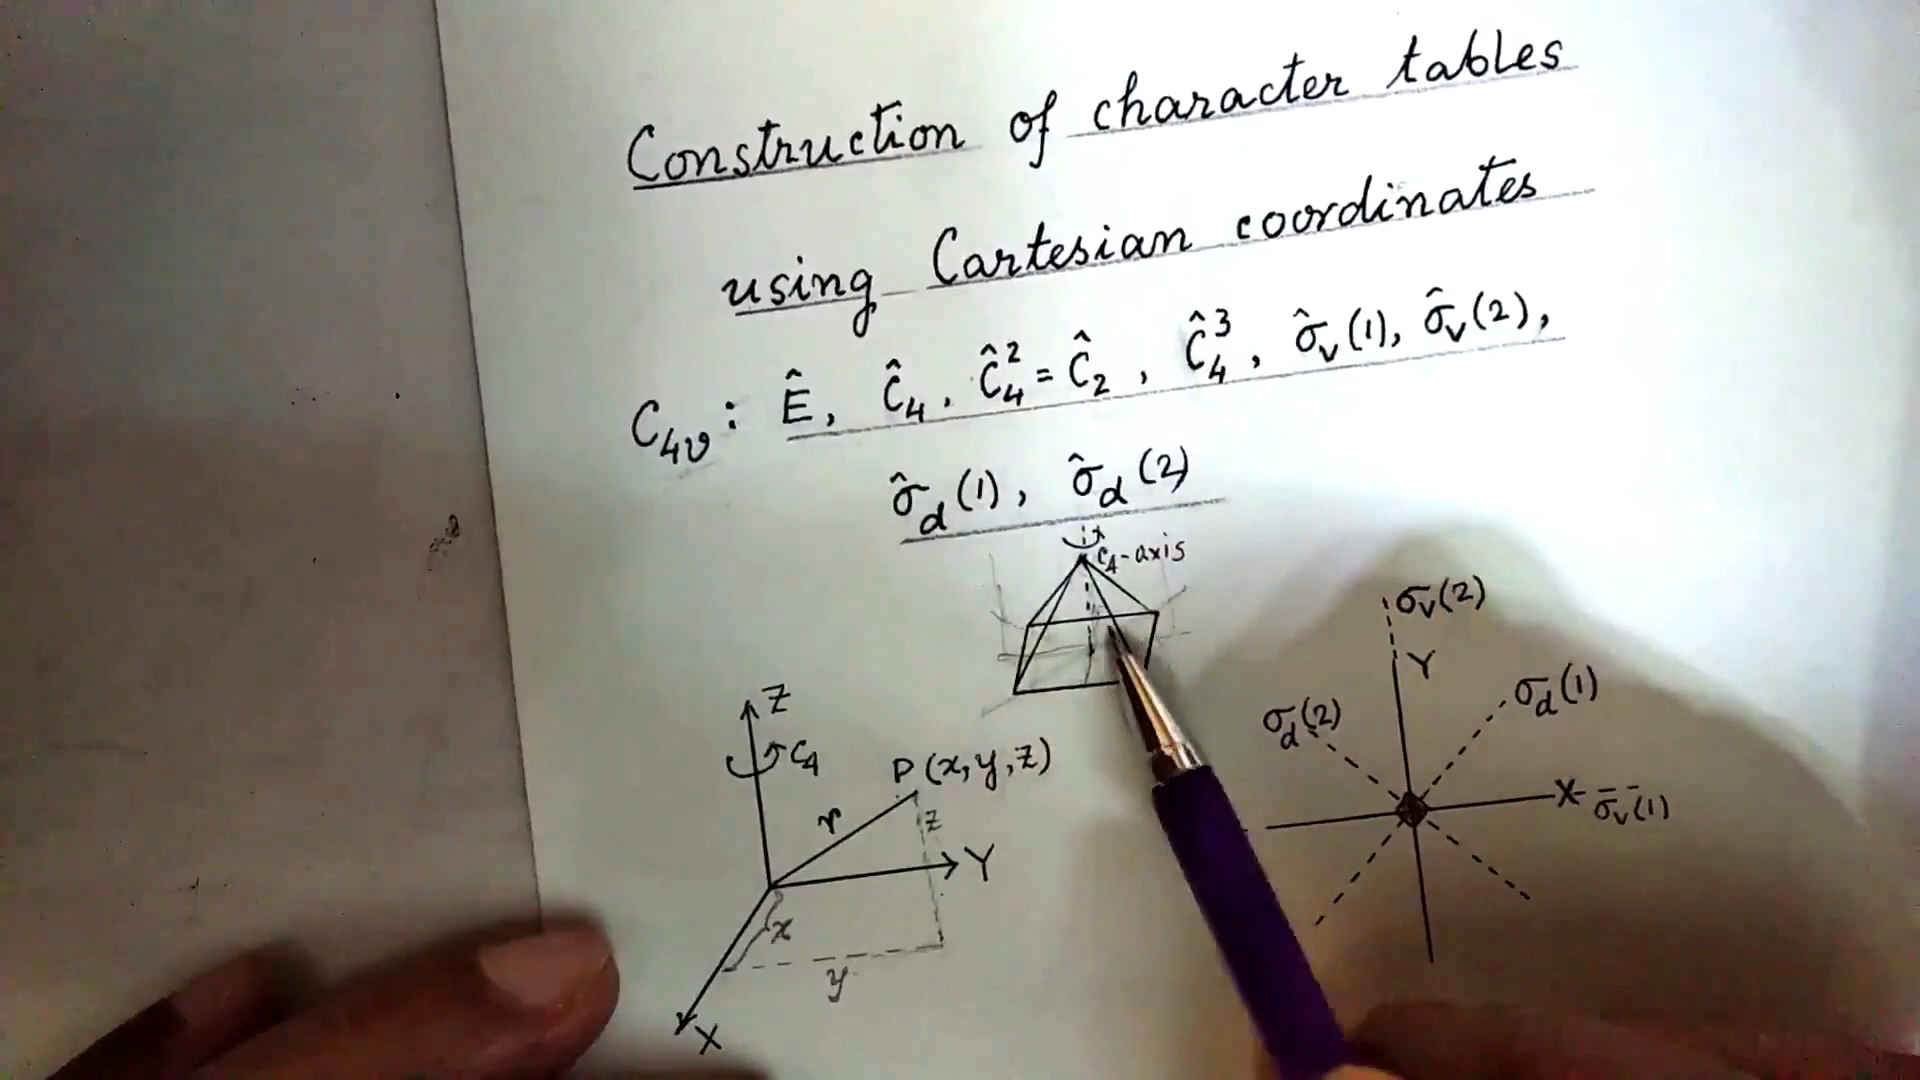 Construction of character tables
using Cartesian coordinates
C₄ᵥ : Ê, Ĉ₄, Ĉ₄² = Ĉ₂, Ĉ₄³, σ̂ᵥ(1), σ̂ᵥ(2),
σ̂d(1), σ̂d(2)
C₄-axis
Z
C₄
P(x,y,z)
r
z
Y
x
y
X
σᵥ(2)
Y
σd(1)
σd(2)
X
σᵥ(1)